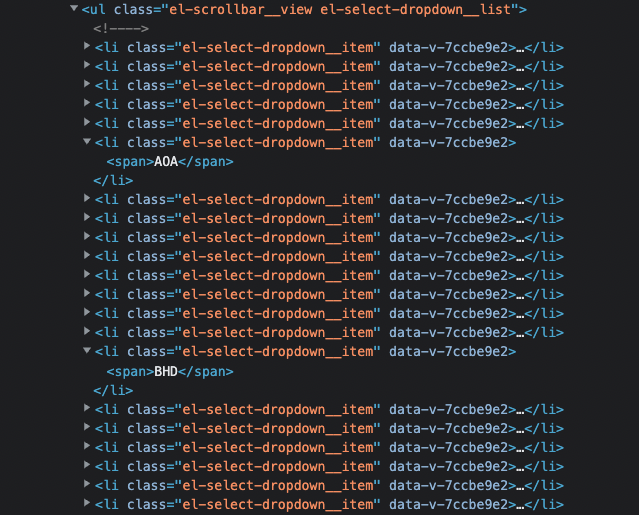 <ul class="el-scrollbar__view el-select-dropdown__list">
<!---->
<li class="el-select-dropdown__item" data-v-7ccbe9e2>…</li>
<li class="el-select-dropdown__item" data-v-7ccbe9e2>…</li>
<li class="el-select-dropdown__item" data-v-7ccbe9e2>…</li>
<li class="el-select-dropdown__item" data-v-7ccbe9e2>…</li>
<li class="el-select-dropdown__item" data-v-7ccbe9e2>…</li>
<li class="el-select-dropdown__item" data-v-7ccbe9e2>
<span>AOA</span>
</li>
<li class="el-select-dropdown__item" data-v-7ccbe9e2>…</li>
<li class="el-select-dropdown__item" data-v-7ccbe9e2>…</li>
<li class="el-select-dropdown__item" data-v-7ccbe9e2>…</li>
<li class="el-select-dropdown__item" data-v-7ccbe9e2>…</li>
<li class="el-select-dropdown__item" data-v-7ccbe9e2>…</li>
<li class="el-select-dropdown__item" data-v-7ccbe9e2>…</li>
<li class="el-select-dropdown__item" data-v-7ccbe9e2>…</li>
<li class="el-select-dropdown__item" data-v-7ccbe9e2>…</li>
<li class="el-select-dropdown__item" data-v-7ccbe9e2>
<span>BHD</span>
</li>
<li class="el-select-dropdown__item" data-v-7ccbe9e2>…</li>
<li class="el-select-dropdown__item" data-v-7ccbe9e2>…</li>
<li class="el-select-dropdown__item" data-v-7ccbe9e2>…</li>
<li class="el-select-dropdown__item" data-v-7ccbe9e2>…</li>
<li class="el-select-dropdown__item" data-v-7ccbe9e2>…</li>
<li class="el-select-dropdown__item" data-v-7ccbe9e2>…</li>